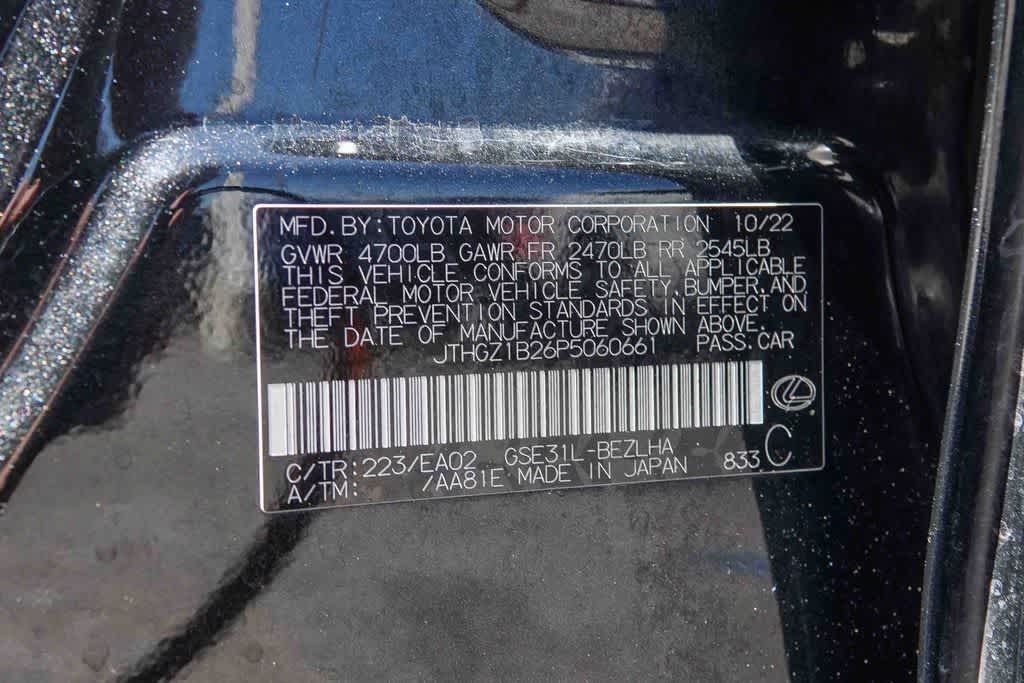 MFD. BY: TOYOTA MOTOR CORPORATION 10/22
GVWR 4700LB GAWR FR 2470LB RR 2545LB
THIS VEHICLE CONFORMS TO ALL APPLICABLE
FEDERAL MOTOR VEHICLE SAFETY, BUMPER, AND
THEFT PREVENTION STANDARDS IN EFFECT ON
THE DATE OF MANUFACTURE SHOWN ABOVE.
JTHGZ1B26P5060661 PASS. CAR
C/TR: 223/EA02 GSE31L-BEZLHA 833 C
A/TM: /AA81E MADE IN JAPAN